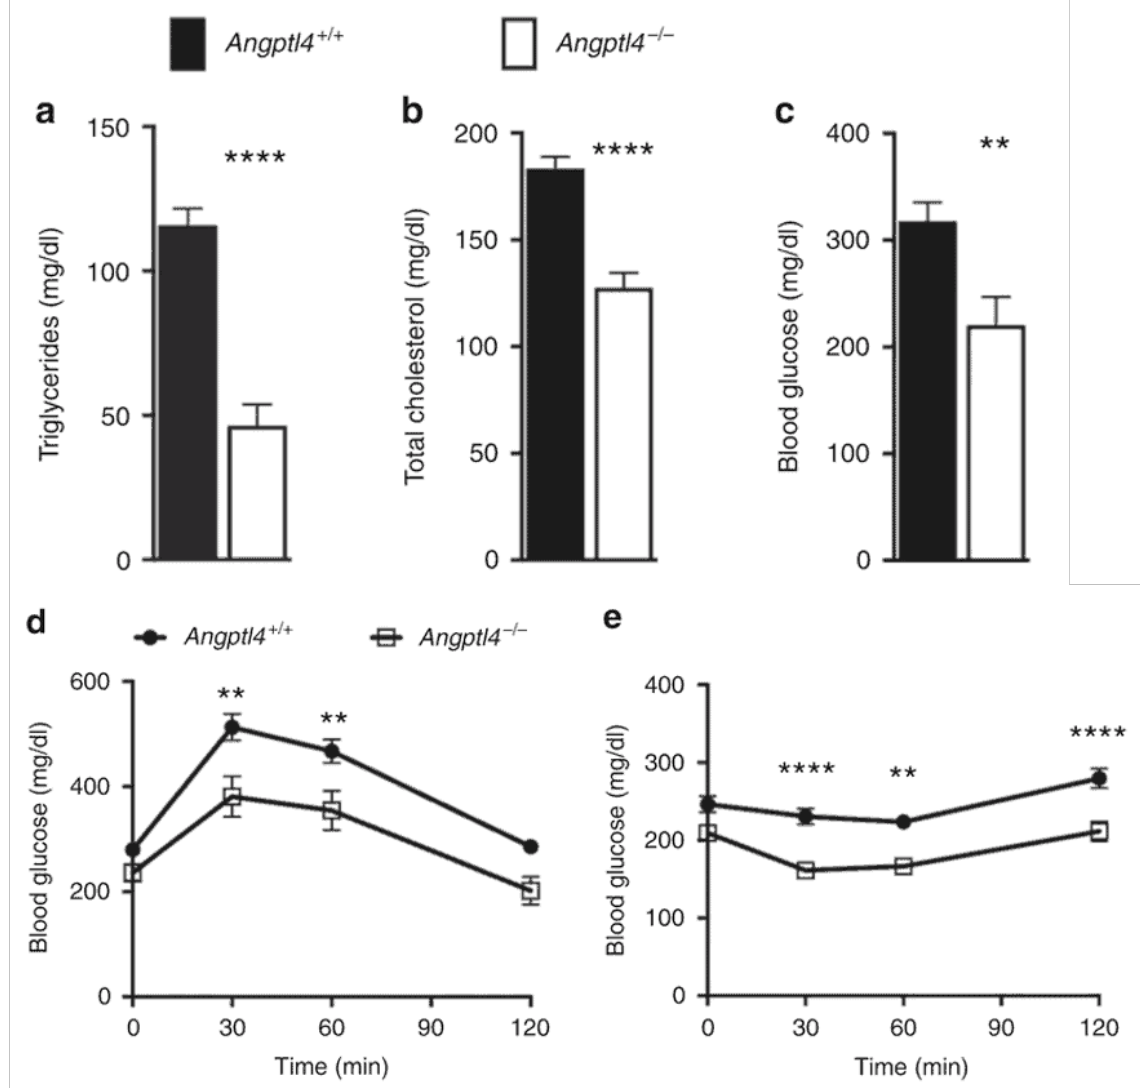 Angptl4+/+ Angptl4−/−
a b c
150
100
50
0
Triglycerides (mg/dl)
****
200
150
100
50
0
Total cholesterol (mg/dl)
****
400
300
200
100
0
Blood glucose (mg/dl)
**
d
Angptl4+/+ Angptl4−/−
600
400
200
0
Blood glucose (mg/dl)
**
**
0 30 60 90 120
Time (min)
e
400
300
200
100
0
Blood glucose (mg/dl)
****
**
****
0 30 60 90 120
Time (min)